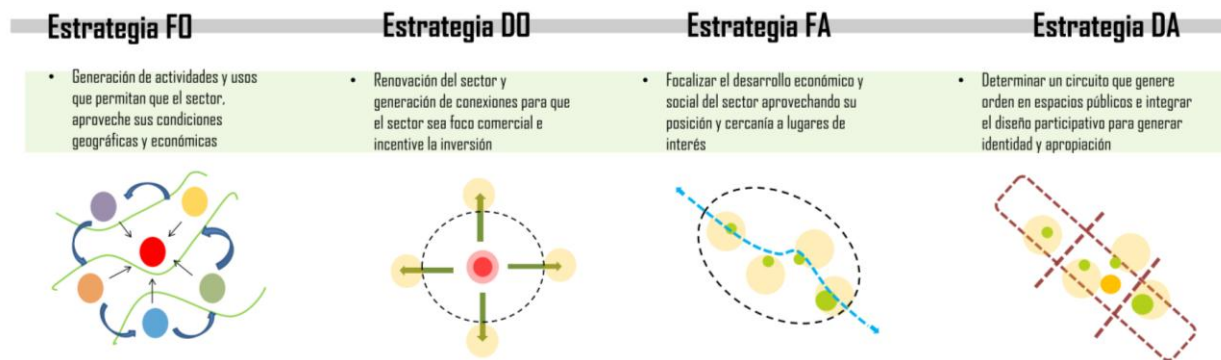 Estrategia FO
• Generación de actividades y usos
que permitan que el sector,
aproveche sus condiciones
geográficas y económicas
Estrategia DO
• Renovación del sector y
generación de conexiones para que
el sector sea foco comercial e
incentive la inversión
Estrategia FA
• Focalizar el desarrollo económico y
social del sector aprovechando su
posición y cercanía a lugares de
interés
Estrategia DA
• Determinar un circuito que genere
orden en espacios públicos e integrar
el diseño participativo para generar
identidad y apropiación